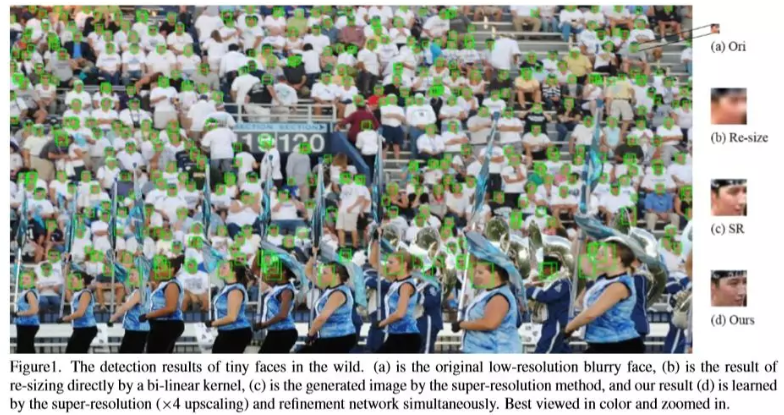 SECTION
120
(a) Ori
(b) Re-size
(c) SR
(d) Ours
Figure1. The detection results of tiny faces in the wild. (a) is the original low-resolution blurry face, (b) is the result of
re-sizing directly by a bi-linear kernel, (c) is the generated image by the super-resolution method, and our result (d) is learned
by the super-resolution (×4 upscaling) and refinement network simultaneously. Best viewed in color and zoomed in.